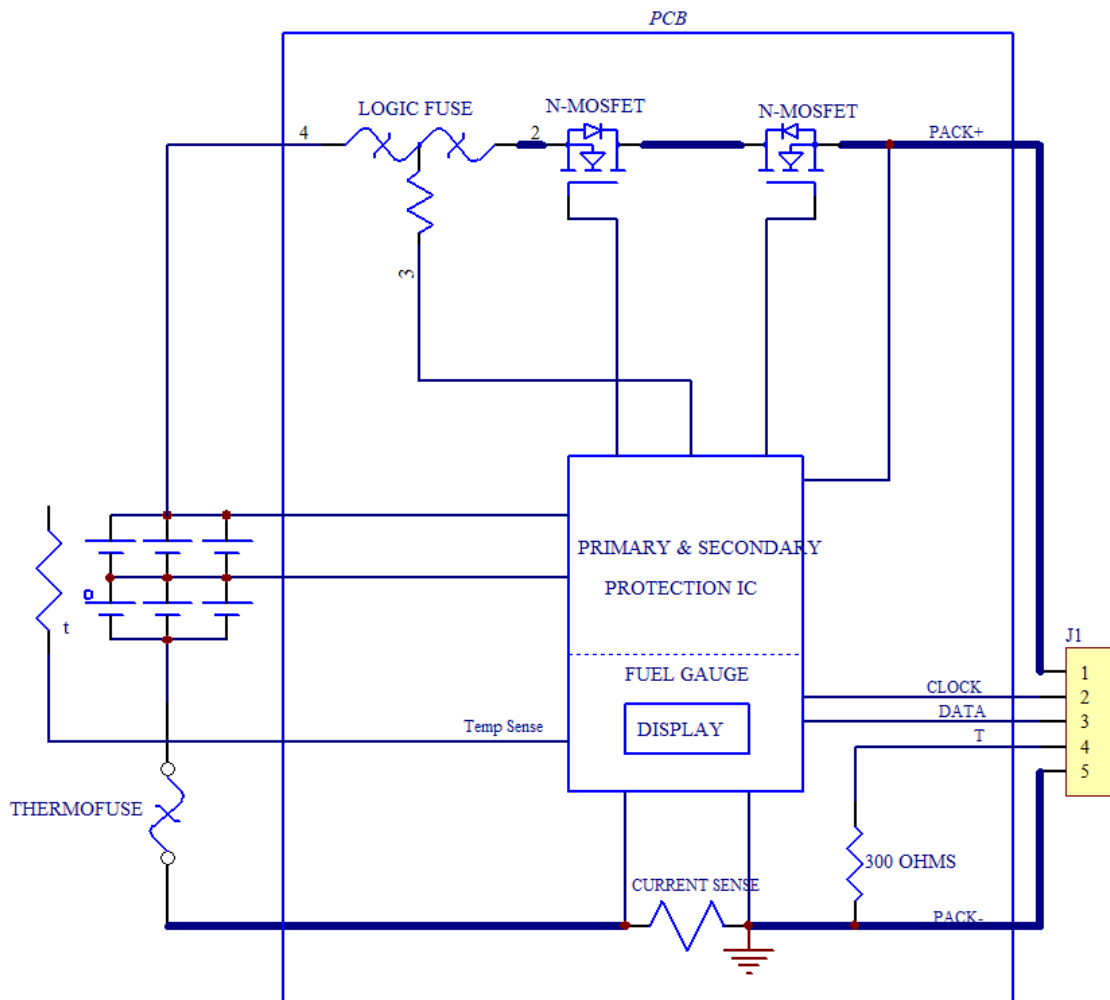 PCB
N-MOSFET
N-MOSFET
LOGIC FUSE
4
2
PACK+
3
PRIMARY & SECONDARY
PROTECTION IC
t
J1
FUEL GAUGE
1
CLOCK
2
DATA
3
Temp Sense
DISPLAY
T
4
5
THERMOFUSE
300 OHMS
CURRENT SENSE
PACK-